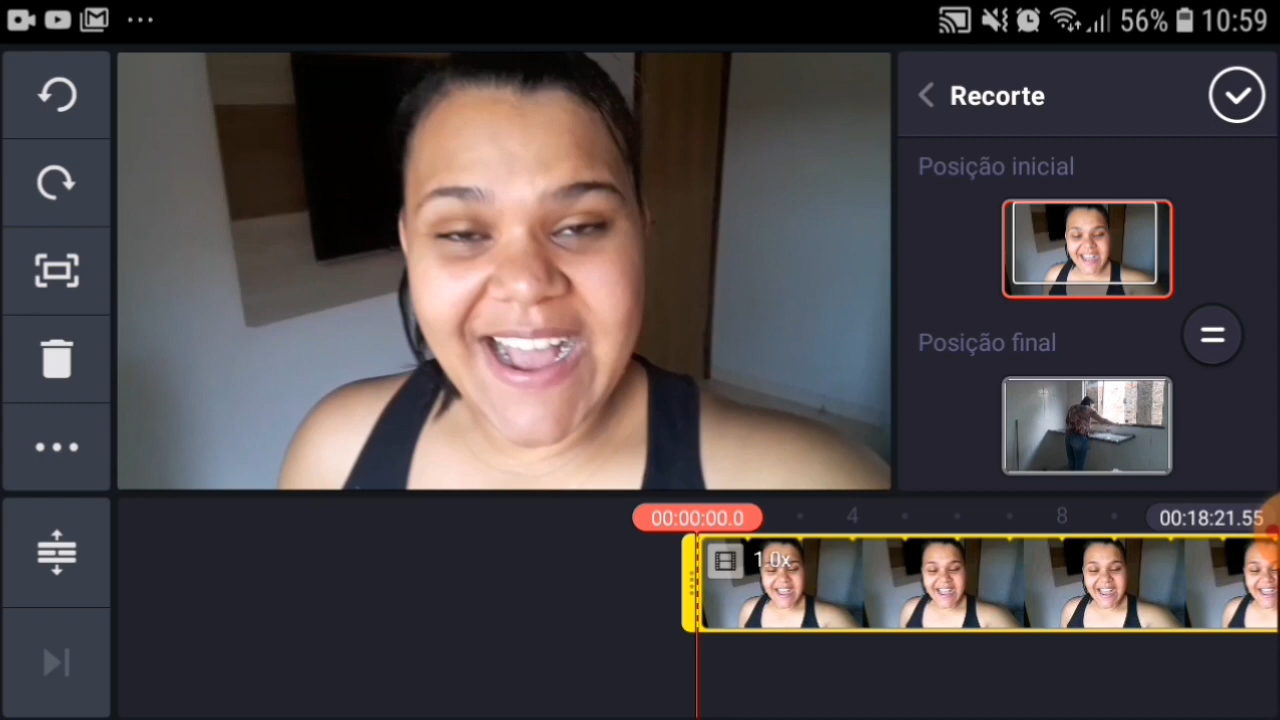 56% 10:59
Recorte
Posição inicial
Posição final
00:00:00.0 4 8 00:18:21.55
1.0x